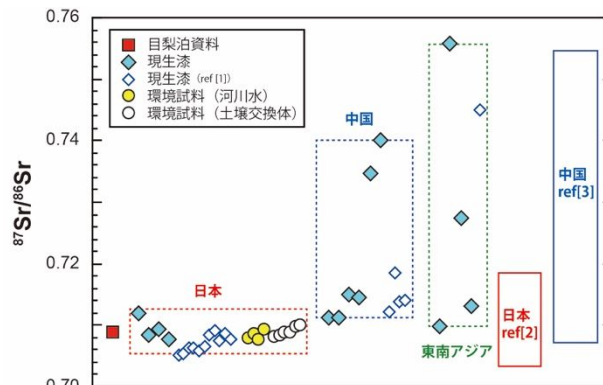 0.76
0.74
0.72
0.70
⁸⁷Sr/⁸⁶Sr
目梨泊資料
現生漆
現生漆 (ref [1])
環境試料（河川水）
環境試料（土壌交換体）
日本
中国
東南アジア
日本
ref[2]
中国
ref[3]